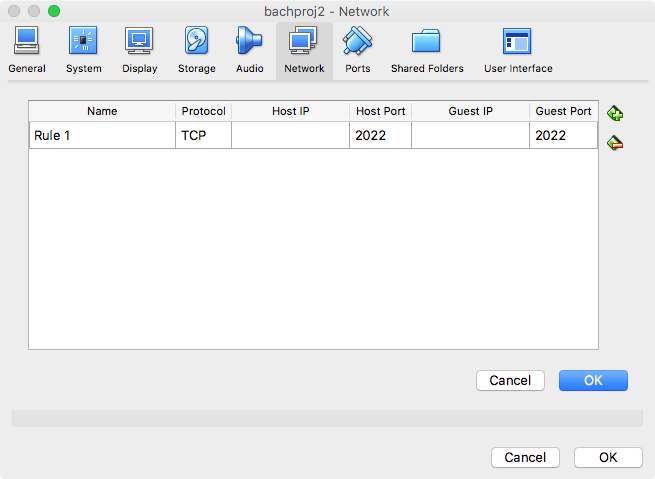 bachproj2 - Network
General System Display Storage Audio Network Ports Shared Folders User Interface
Name Protocol Host IP Host Port Guest IP Guest Port
Rule 1 TCP 2022 2022
Cancel OK
Cancel OK